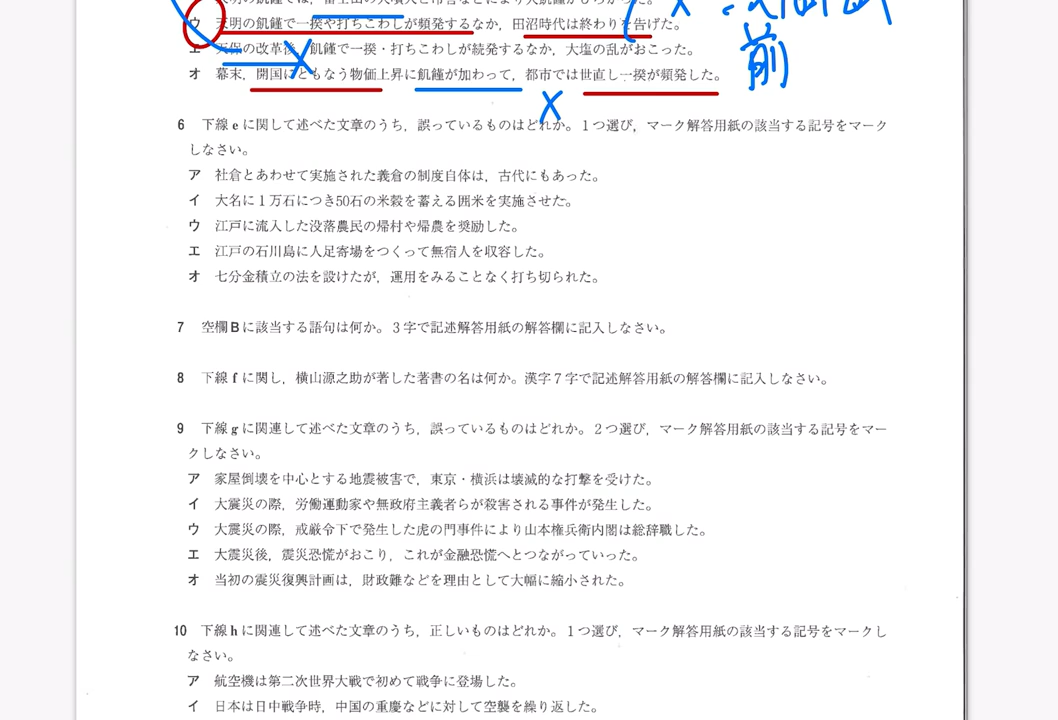 ウ 天明の飢饉で一揆や打ちこわしが頻発するなか，田沼時代は終わりを告げた。
エ 天保の改革後，飢饉で一揆・打ちこわしが続発するなか，大塩の乱がおこった。
前
オ 幕末，開国にともなう物価上昇に飢饉が加わって，都市では世直し一揆が頻発した。
6 下線 e に関して述べた文章のうち，誤っているものはどれか。1つ選び，マーク解答用紙の該当する記号をマーク
しなさい。
ア 社倉とあわせて実施された義倉の制度自体は，古代にもあった。
イ 大名に1万石につき50石の米穀を蓄える囲米を実施させた。
ウ 江戸に流入した没落農民の帰村や帰農を奨励した。
エ 江戸の石川島に人足寄場をつくって無宿人を収容した。
オ 七分金積立の法を設けたが，運用をみることなく打ち切られた。
7 空欄Bに該当する語句は何か。3字で記述解答用紙の解答欄に記入しなさい。
8 下線 f に関し，横山源之助が著した著書の名は何か。漢字7字で記述解答用紙の解答欄に記入しなさい。
9 下線 g に関連して述べた文章のうち，誤っているものはどれか。2つ選び，マーク解答用紙の該当する記号をマー
クしなさい。
ア 家屋倒壊を中心とする地震被害で，東京・横浜は壊滅的な打撃を受けた。
イ 大震災の際，労働運動家や無政府主義者らが殺害される事件が発生した。
ウ 大震災の際，戒厳令下で発生した虎の門事件により山本権兵衛内閣は総辞職した。
エ 大震災後，震災恐慌がおこり，これが金融恐慌へとつながっていった。
オ 当初の震災復興計画は，財政難などを理由として大幅に縮小された。
10 下線 h に関連して述べた文章のうち，正しいものはどれか。1つ選び，マーク解答用紙の該当する記号をマークし
なさい。
ア 航空機は第二次世界大戦で初めて戦争に登場した。
イ 日本は日中戦争時，中国の重慶などに対して空襲を繰り返した。